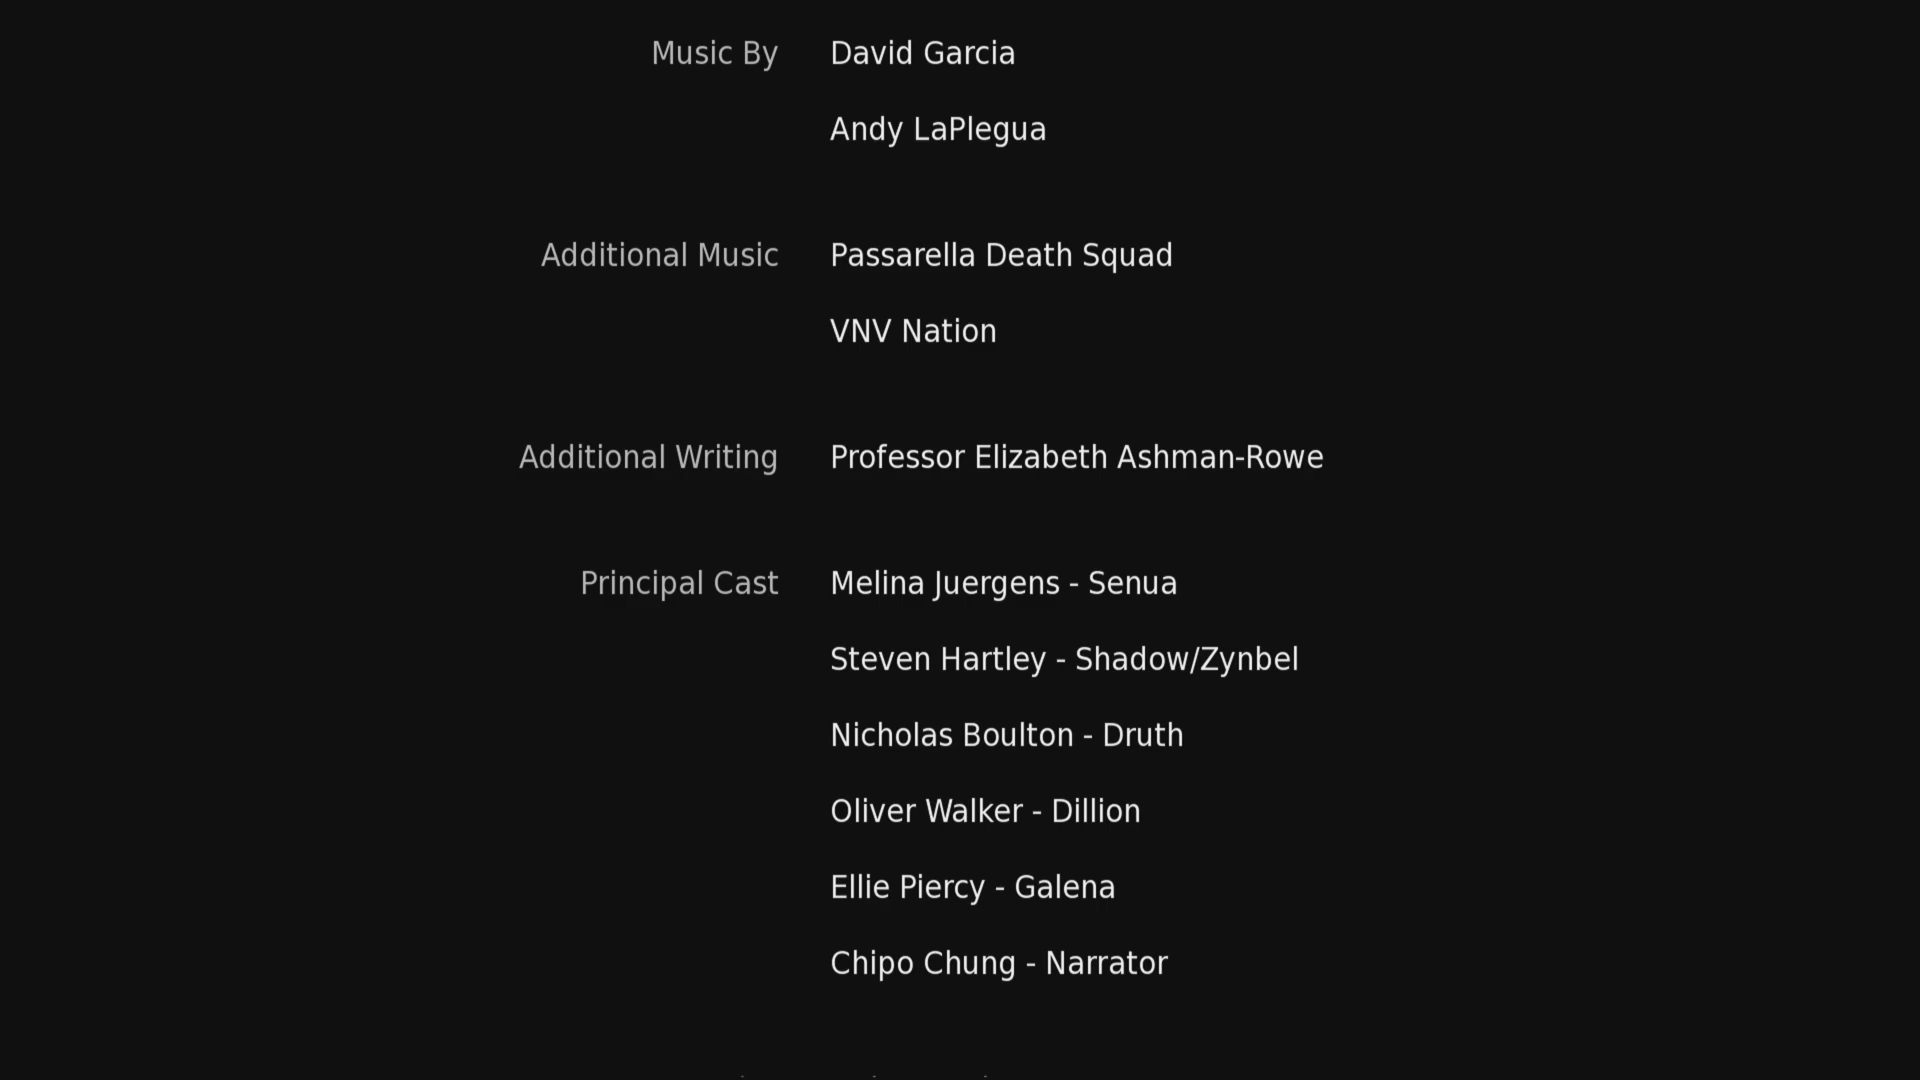 Music By David Garcia
Andy LaPlegua
Additional Music Passarella Death Squad
VNV Nation
Additional Writing Professor Elizabeth Ashman-Rowe
Principal Cast Melina Juergens - Senua
Steven Hartley - Shadow/Zynbel
Nicholas Boulton - Druth
Oliver Walker - Dillion
Ellie Piercy - Galena
Chipo Chung - Narrator